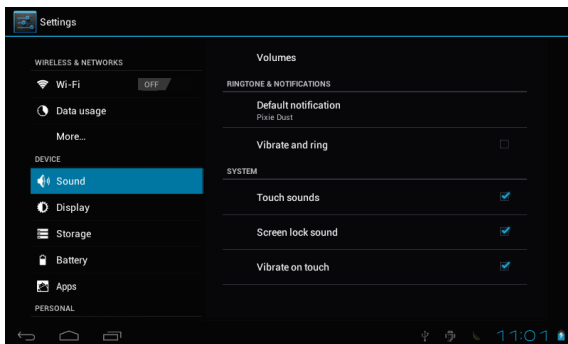 Settings
WIRELESS & NETWORKS
Wi-Fi
OFF
Data usage
More...
DEVICE
Sound
Display
Storage
Battery
Apps
PERSONAL
Volumes
RINGTONE & NOTIFICATIONS
Default notification
Pixie Dust
Vibrate and ring
SYSTEM
Touch sounds
Screen lock sound
Vibrate on touch
11:01